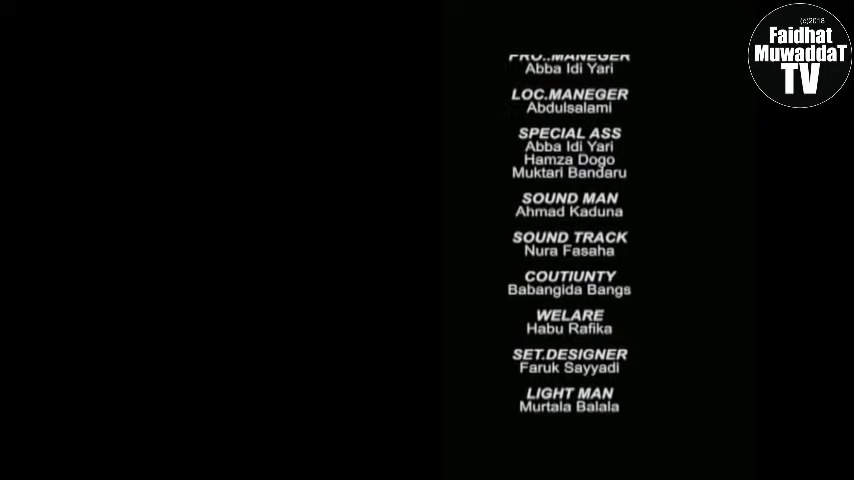 (c)2018
Faidhat
MuwaddaT
TV
PRO..MANEGER
Abba Idi Yari
LOC.MANEGER
Abdulsalami
SPECIAL ASS
Abba Idi Yari
Hamza Dogo
Muktari Bandaru
SOUND MAN
Ahmad Kaduna
SOUND TRACK
Nura Fasaha
COUTIUNTY
Babangida Bangs
WELARE
Habu Rafika
SET.DESIGNER
Faruk Sayyadi
LIGHT MAN
Murtala Balala